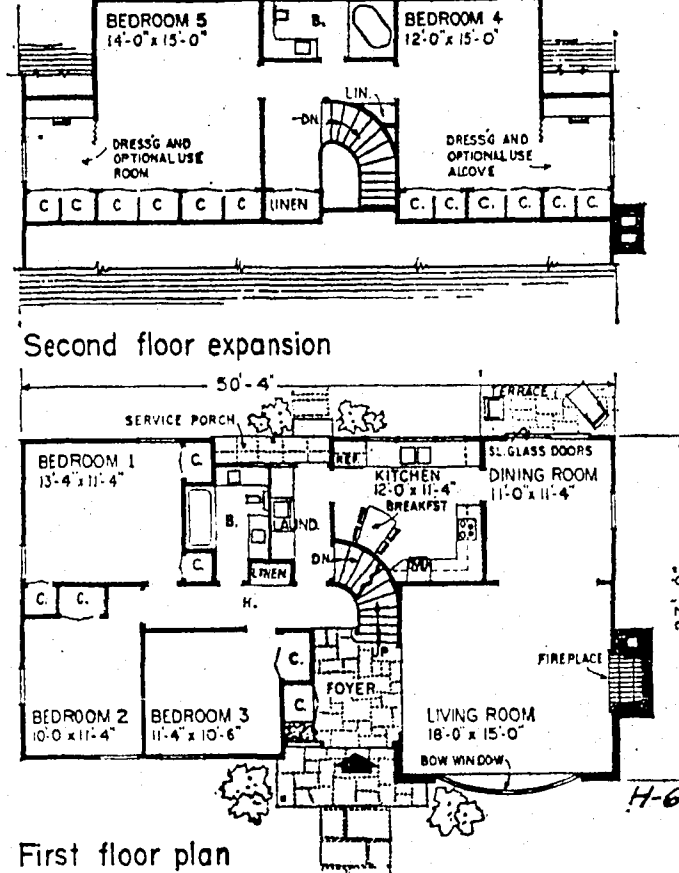 BEDROOM 5
14'-0" x 15'-0"
B.
BEDROOM 4
12'-0" x 15'-0"
LIN.
DN.
DRESS'G AND
OPTIONAL USE
ROOM
DRESS'G AND
OPTIONAL USE
ALCOVE
C C C C C C LINEN C. C. C. C. C. C.
Second floor expansion
50'-4"
TERRACE
SERVICE PORCH
SL. GLASS DOORS
BEDROOM 1
13'-4" x 11'-4"
C.
REF.
KITCHEN
12'-0" x 11'-4"
BREAKFST
DINING ROOM
11'-0" x 11'-4"
B.
LAUND.
DN.
C.
LINEN
C. C.
H.
UP
C.
FIREPLACE
FOYER
C.
BEDROOM 2
10'-0 x 11'-4"
BEDROOM 3
11'-4" x 10'-6"
LIVING ROOM
18'-0" x 15'-0"
BOW WINDOW
H-6
First floor plan